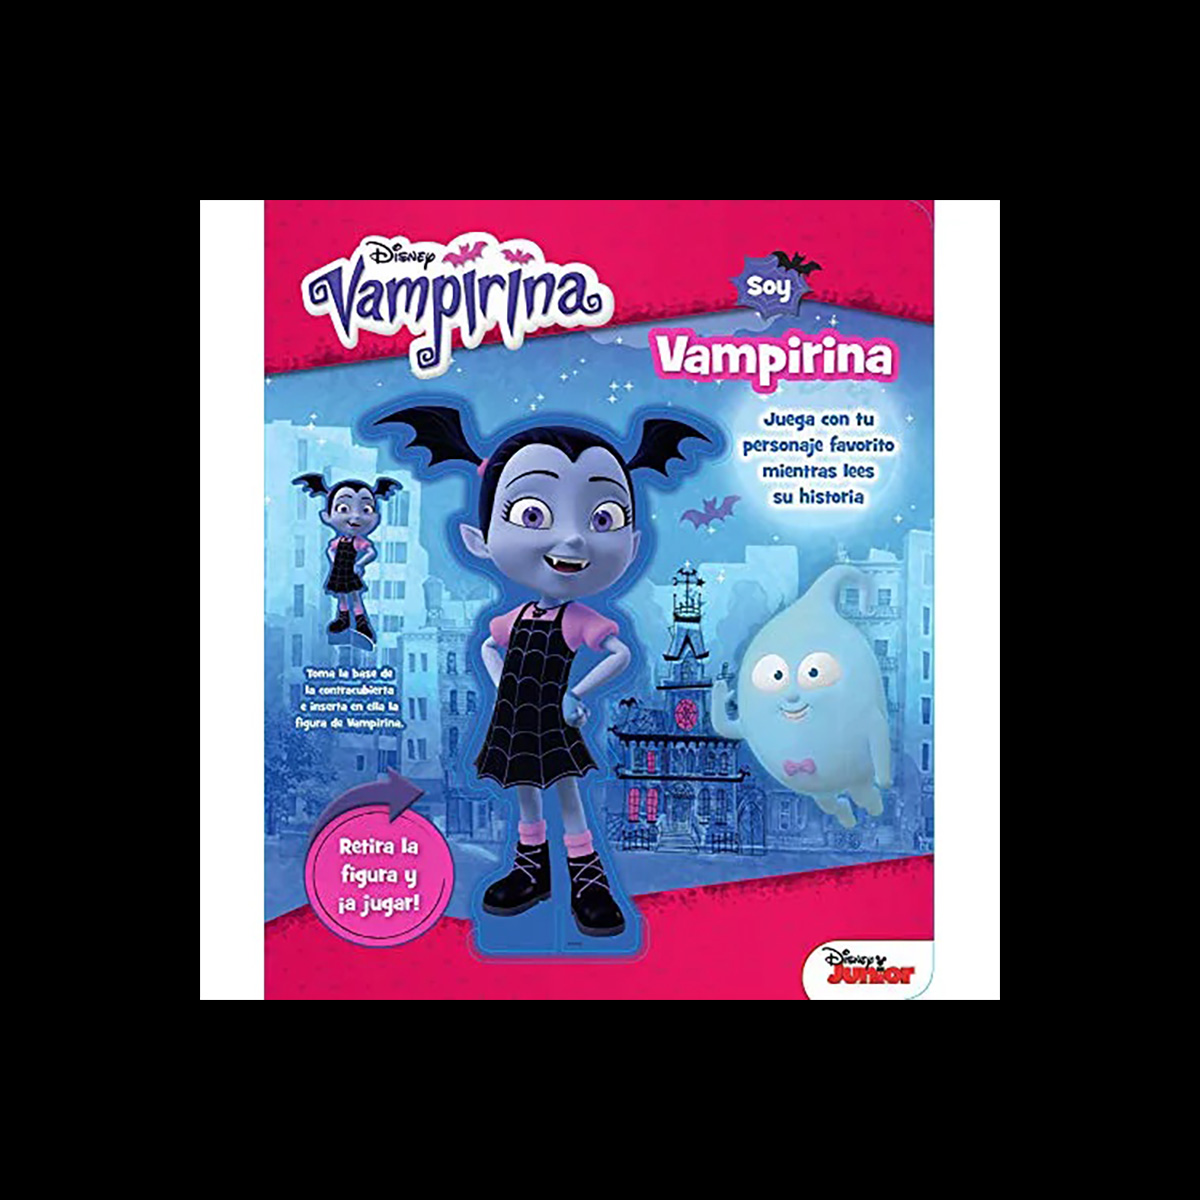 Disney
Vampirina
Soy
Vampirina
Juega con tu
personaje favorito
mientras lees
su historia
Toma la base de
la contracubierta
e inserta en ella la
figura de Vampirina.
Retira la
figura y
¡a jugar!
Disney
Junior